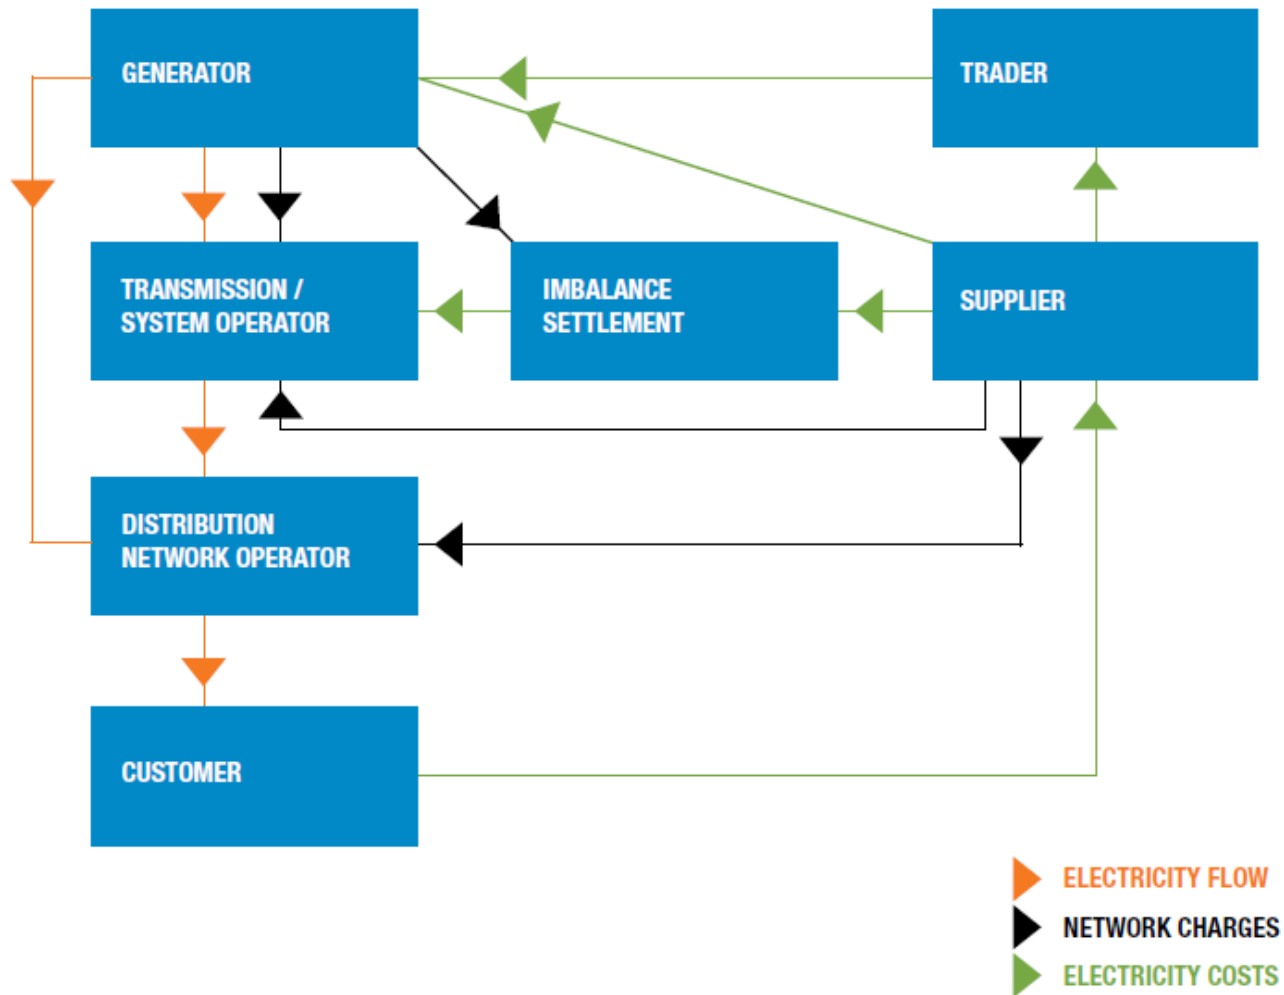 GENERATOR
TRADER
TRANSMISSION /
SYSTEM OPERATOR
IMBALANCE
SETTLEMENT
SUPPLIER
DISTRIBUTION
NETWORK OPERATOR
CUSTOMER
ELECTRICITY FLOW
NETWORK CHARGES
ELECTRICITY COSTS